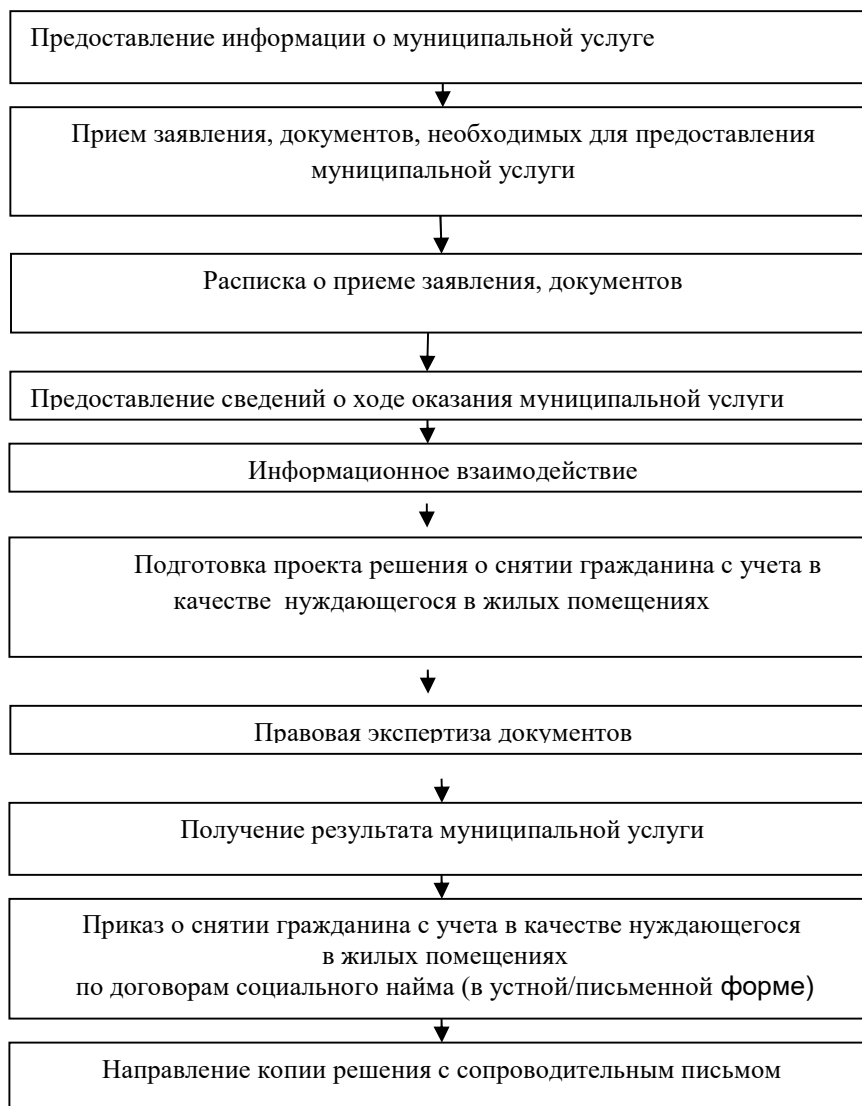 Предоставление информации о муниципальной услуге
Прием заявления, документов, необходимых для предоставления
муниципальной услуги
Расписка о приеме заявления, документов
Предоставление сведений о ходе оказания муниципальной услуги
Информационное взаимодействие
Подготовка проекта решения о снятии гражданина с учета в
качестве нуждающегося в жилых помещениях
Правовая экспертиза документов
Получение результата муниципальной услуги
Приказ о снятии гражданина с учета в качестве нуждающегося
в жилых помещениях
по договорам социального найма (в устной/письменной форме)
Направление копии решения с сопроводительным письмом